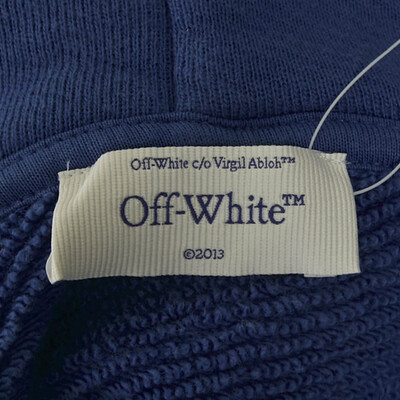 Off-White c/o Virgil Abloh™
Off-White™
©2013